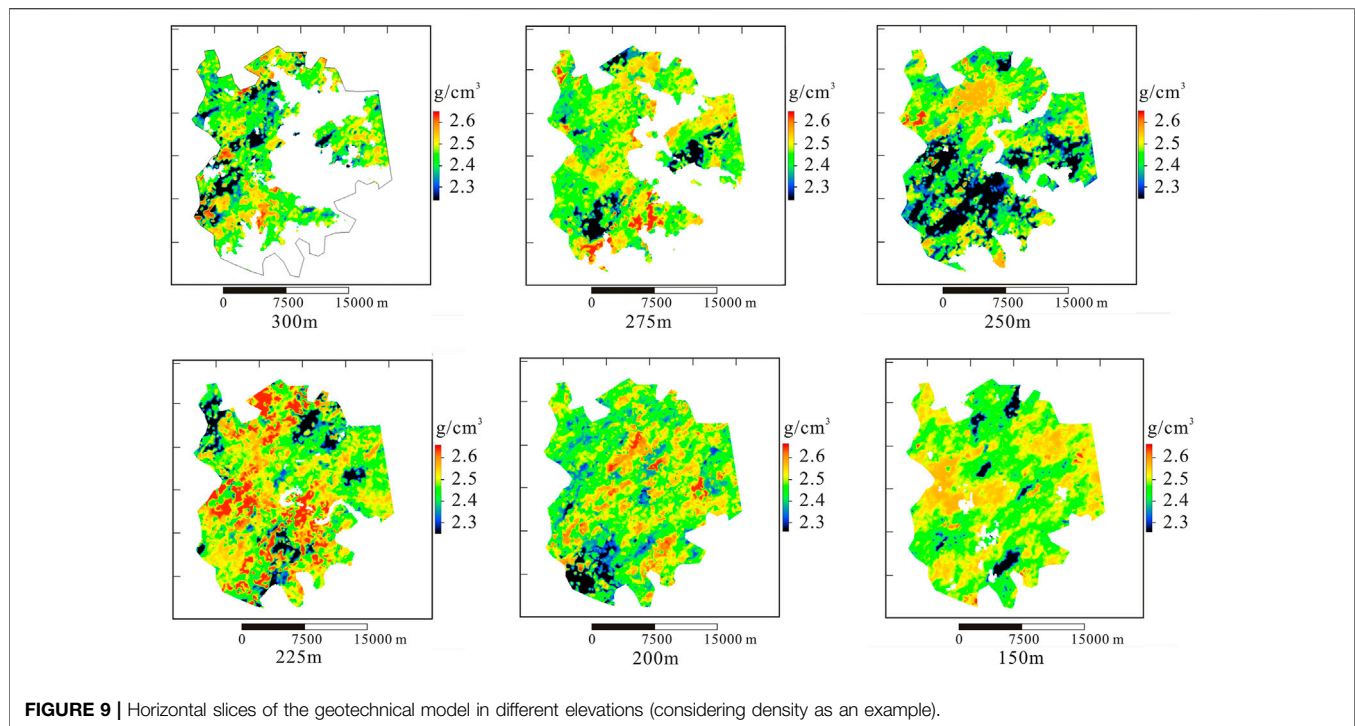 g/cm³
2.6
2.5
2.4
2.3
0 7500 15000 m
300m
g/cm³
2.6
2.5
2.4
2.3
0 7500 15000 m
275m
g/cm³
2.6
2.5
2.4
2.3
0 7500 15000 m
250m
g/cm³
2.6
2.5
2.4
2.3
0 7500 15000 m
225m
g/cm³
2.6
2.5
2.4
2.3
0 7500 15000 m
200m
g/cm³
2.6
2.5
2.4
2.3
0 7500 15000 m
150m
FIGURE 9 | Horizontal slices of the geotechnical model in different elevations (considering density as an example).